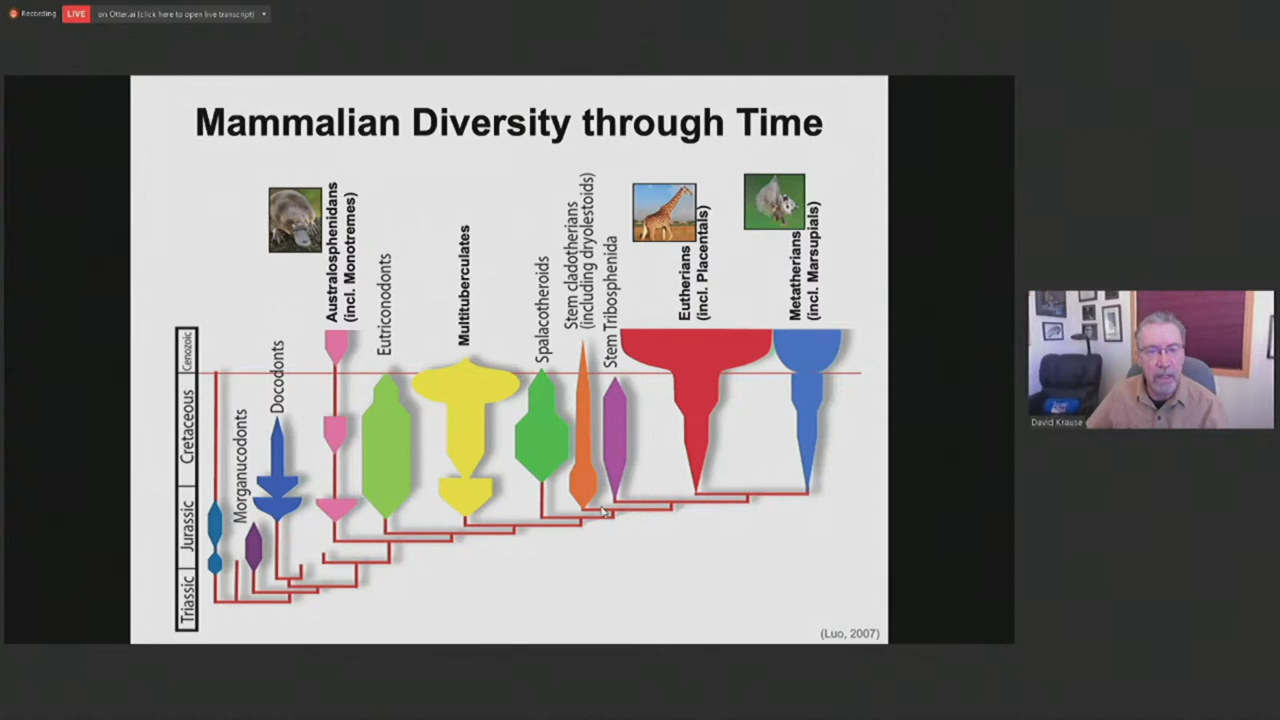 Recording
LIVE
on Otter.ai (click here to open live transcript)
Mammalian Diversity through Time
Triassic
Jurassic
Cretaceous
Cenozoic
Morganucodonts
Docodonts
Australosphenidans
(incl. Monotremes)
Eutriconodonts
Multituberculates
Spalacotheroids
Stem cladotherians
(including dryolestoids)
Stem Tribosphenida
Eutherians
(incl. Placentals)
Metatherians
(incl. Marsupials)
(Luo, 2007)
David Krause